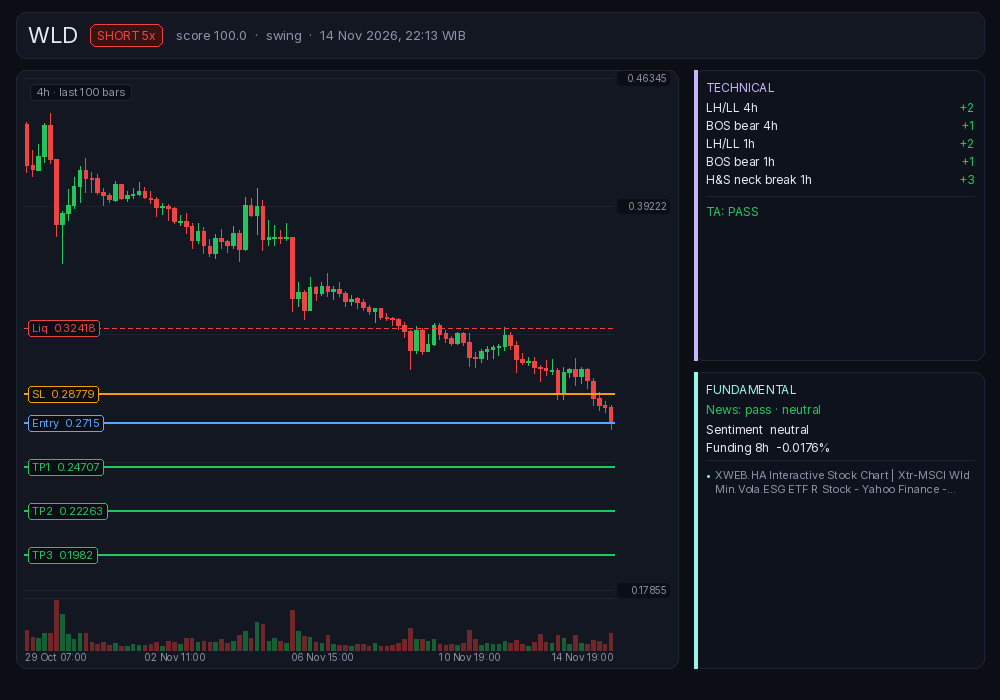 WLD SHORT 5x score 100.0 · swing · 14 Nov 2026, 22:13 WIB
4h · last 100 bars
0.46345
0.39222
Liq 0.32418
SL 0.28779
Entry 0.2715
TP1 0.24707
TP2 0.22263
TP3 0.1982
0.17855
29 Oct 07:00 02 Nov 11:00 06 Nov 15:00 10 Nov 19:00 14 Nov 19:00
TECHNICAL
LH/LL 4h +2
BOS bear 4h +1
LH/LL 1h +2
BOS bear 1h +1
H&S neck break 1h +3
TA: PASS
FUNDAMENTAL
News: pass · neutral
Sentiment neutral
Funding 8h -0.0176%
• XWEB.HA Interactive Stock Chart | Xtr-MSCI Wld
Min.Vola.ESG ETF R Stock - Yahoo Finance -...